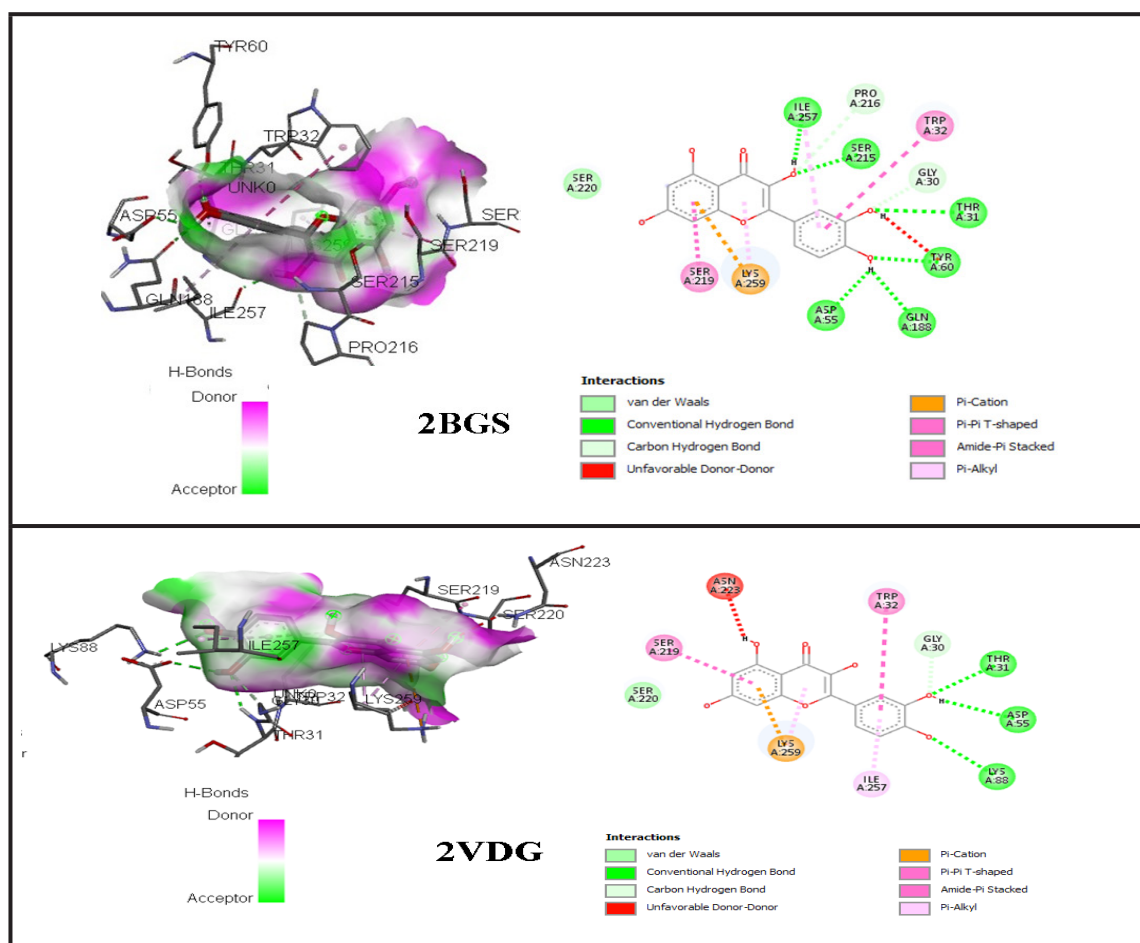 TYR60
TRP32
THR31
UNK0
ASP55
SER
SER219
SER215
GLN188
ILE257
PRO216
H-Bonds
Donor
Acceptor
2BGS
ILE
A:257
PRO
A:216
TRP
A:32
SER
A:215
SER
A:220
GLY
A:30
THR
A:31
TYR
A:60
SER
A:219
LYS
A:259
ASP
A:55
GLN
A:188
H
O
O
O
O
O
H
O
O
H
Interactions
van der Waals
Conventional Hydrogen Bond
Carbon Hydrogen Bond
Unfavorable Donor-Donor
Pi-Cation
Pi-Pi T-shaped
Amide-Pi Stacked
Pi-Alkyl
ASN223
SER219
SER220
LYS88
ILE257
ASP55
TRP32
LYS259
THR31
r
H-Bonds
Donor
Acceptor
2VDG
ASN
A:223
TRP
A:32
SER
A:219
GLY
A:30
THR
A:31
SER
A:220
ASP
A:55
LYS
A:259
LYS
A:88
ILE
A:257
H
O
O
O
O
O
O
H
O
Interactions
van der Waals
Conventional Hydrogen Bond
Carbon Hydrogen Bond
Unfavorable Donor-Donor
Pi-Cation
Pi-Pi T-shaped
Amide-Pi Stacked
Pi-Alkyl